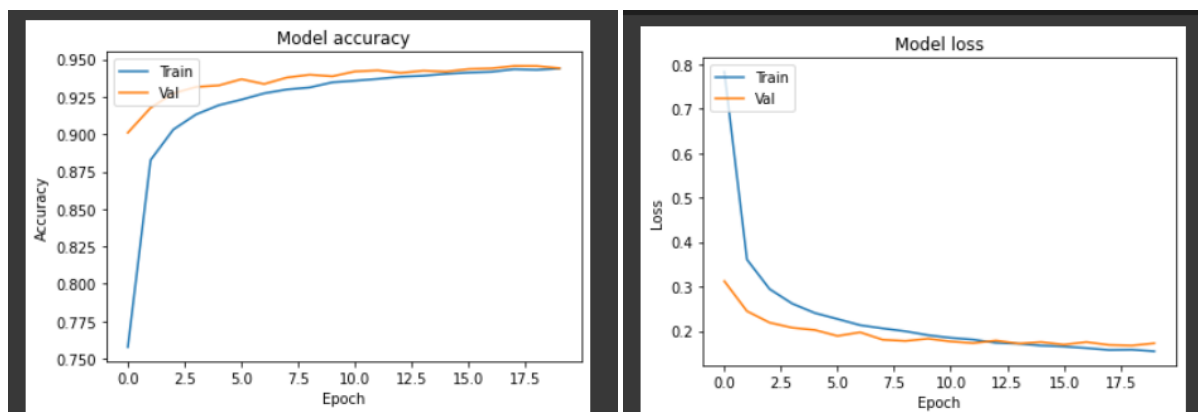 Model accuracy
0.950
0.925
0.900
0.875
0.850
0.825
0.800
0.775
0.750
Accuracy
Train
Val
0.0 2.5 5.0 7.5 10.0 12.5 15.0 17.5
Epoch
Model loss
0.8
0.7
0.6
0.5
0.4
0.3
0.2
Loss
Train
Val
0.0 2.5 5.0 7.5 10.0 12.5 15.0 17.5
Epoch